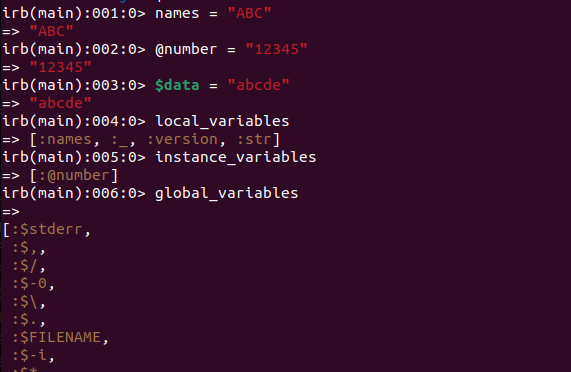 irb(main):001:0> names = "ABC"
=> "ABC"
irb(main):002:0> @number = "12345"
=> "12345"
irb(main):003:0> $data = "abcde"
=> "abcde"
irb(main):004:0> local_variables
=> [:names, :_, :version, :str]
irb(main):005:0> instance_variables
=> [:@number]
irb(main):006:0> global_variables
=>
[:$stderr,
 :$,,
 :$/,
 :$-0,
 :$\,
 :$.,
 :$FILENAME,
 :$-i,
 :$*,